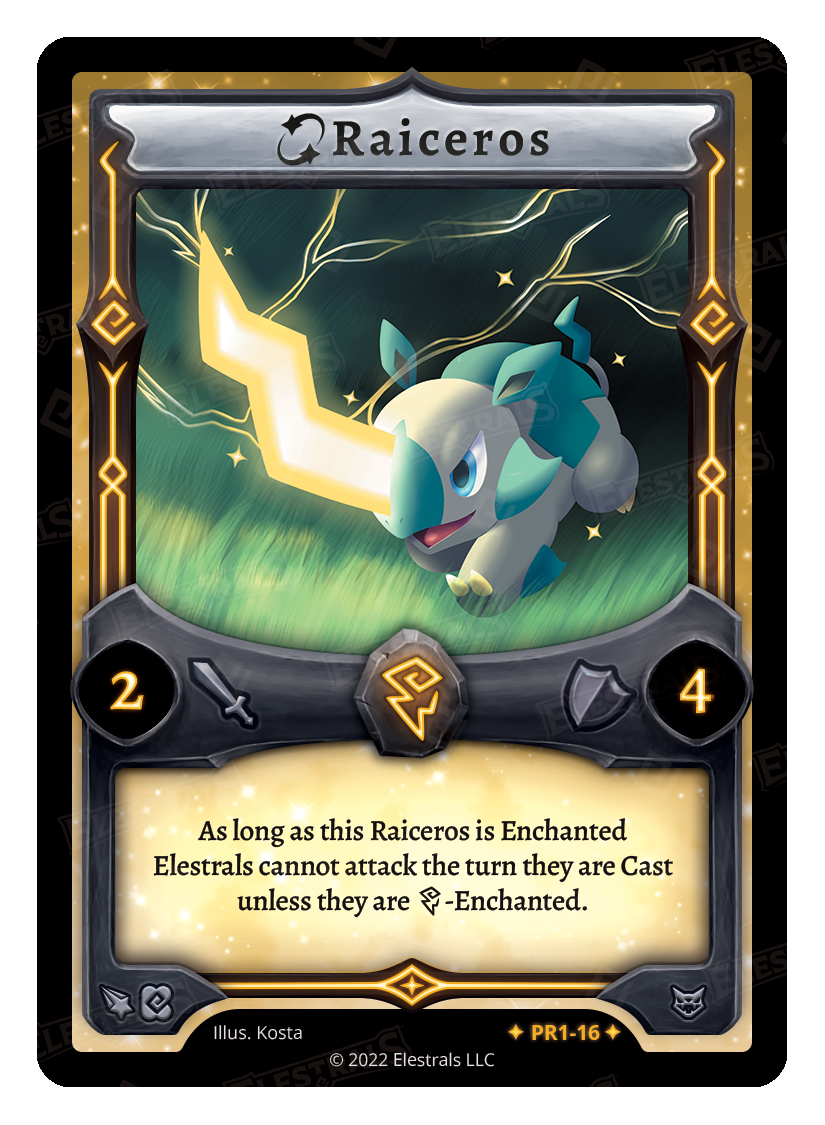 Raiceros
2
4
As long as this Raiceros is Enchanted
Elestrals cannot attack the turn they are Cast
unless they are -Enchanted.
Illus. Kosta
PR1-16
© 2022 Elestrals LLC
ELESTRALS